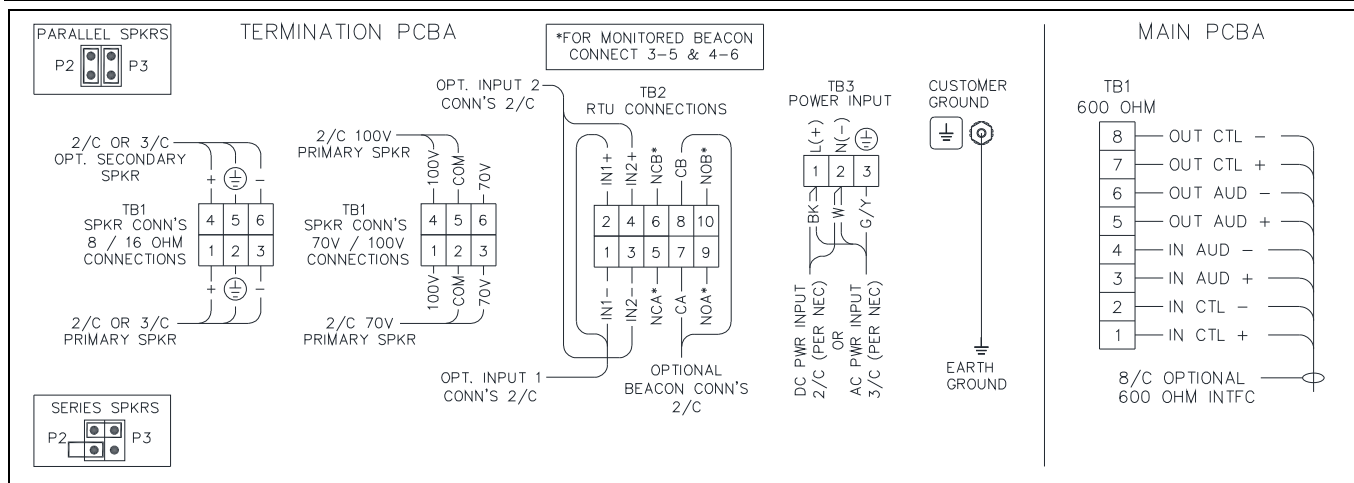 PARALLEL SPKRS
P2 P3
TERMINATION PCBA
*FOR MONITORED BEACON
CONNECT 3-5 & 4-6
MAIN PCBA
2/C OR 3/C
OPT. SECONDARY
SPKR
+ -
TB1
SPKR CONN'S
8 / 16 OHM
CONNECTIONS
4 5 6
1 2 3
+ -
2/C OR 3/C
PRIMARY SPKR
2/C 100V
PRIMARY SPKR
100V
COM
70V
TB1
SPKR CONN'S
70V / 100V
CONNECTIONS
4 5 6
1 2 3
100V
COM
70V
2/C 70V
PRIMARY SPKR
OPT. INPUT 2
CONN'S 2/C
TB2
RTU CONNECTIONS
IN1+
IN2+
NCB*
CB
NOB*
2 4 6 8 10
1 3 5 7 9
IN1-
IN2-
NCA*
CA
NOA*
OPT. INPUT 1
CONN'S 2/C
OPTIONAL
BEACON CONN'S
2/C
TB3
POWER INPUT
L(+)
N(-)
1 2 3
BK
W
G/Y
DC PWR INPUT
2/C (PER NEC)
OR
AC PWR INPUT
3/C (PER NEC)
CUSTOMER
GROUND
EARTH
GROUND
TB1
600 OHM
8 OUT CTL -
7 OUT CTL +
6 OUT AUD -
5 OUT AUD +
4 IN AUD -
3 IN AUD +
2 IN CTL -
1 IN CTL +
8/C OPTIONAL
600 OHM INTFC
SERIES SPKRS
P2 P3